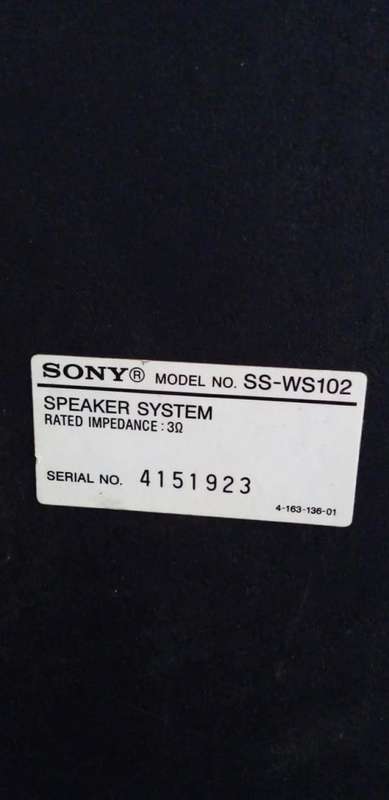 SONY® MODEL NO. SS-WS102
SPEAKER SYSTEM
RATED IMPEDANCE: 3Ω
SERIAL NO. 4151923
4-163-136-01